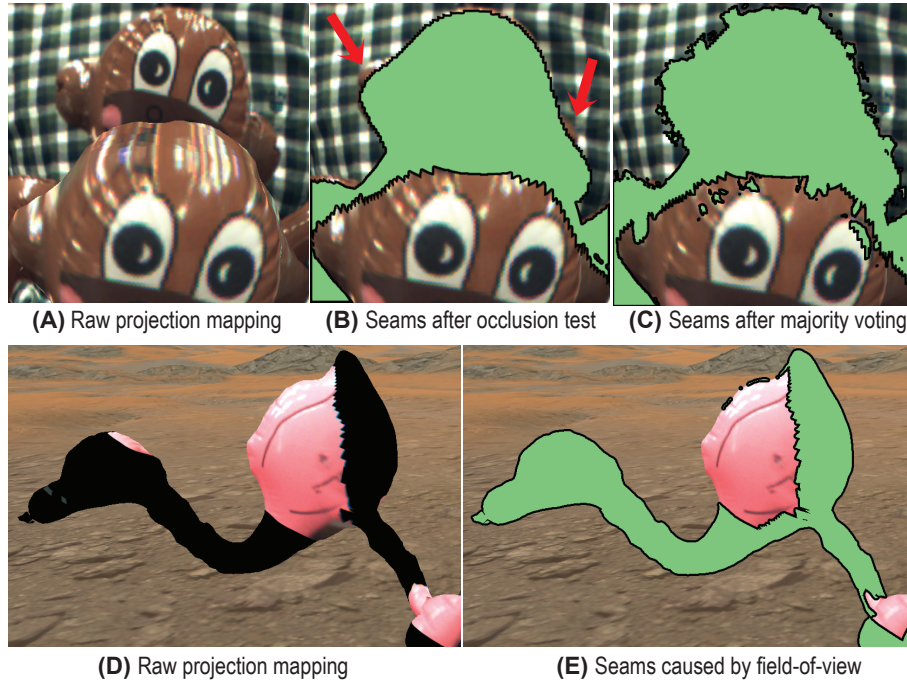 (A) Raw projection mapping
(B) Seams after occlusion test
(C) Seams after majority voting
(D) Raw projection mapping
(E) Seams caused by field-of-view